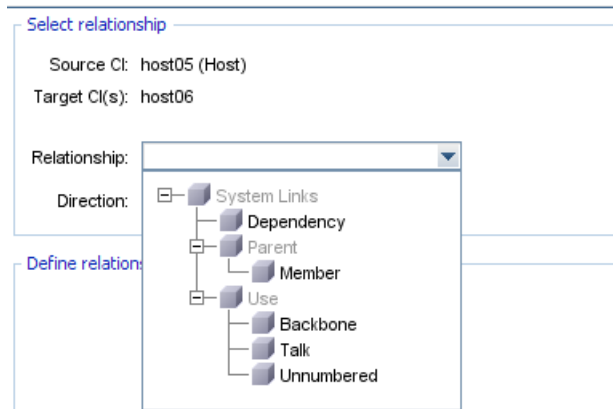 Select relationship
Source CI: host05 (Host)
Target CI(s): host06
Relationship:
Direction:
System Links
Dependency
Parent
Member
Use
Backbone
Talk
Unnumbered
Define relations